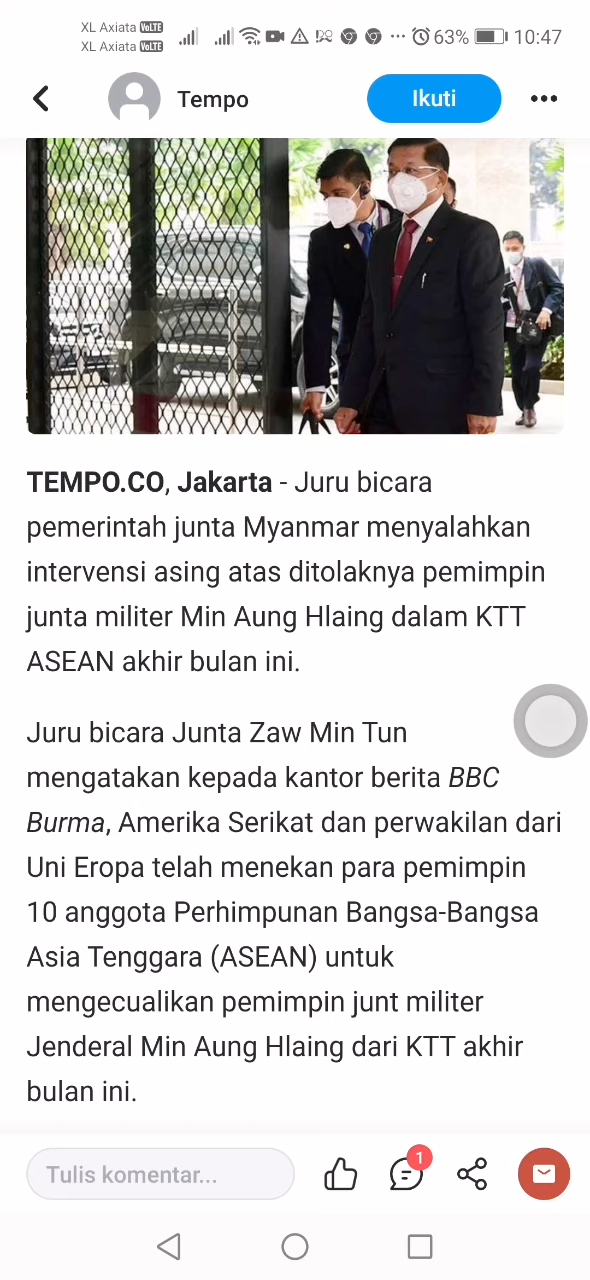 XL Axiata VoLTE
XL Axiata VoLTE
63% 10:47
Tempo
Ikuti
TEMPO.CO, Jakarta - Juru bicara
pemerintah junta Myanmar menyalahkan
intervensi asing atas ditolaknya pemimpin
junta militer Min Aung Hlaing dalam KTT
ASEAN akhir bulan ini.
Juru bicara Junta Zaw Min Tun
mengatakan kepada kantor berita BBC
Burma, Amerika Serikat dan perwakilan dari
Uni Eropa telah menekan para pemimpin
10 anggota Perhimpunan Bangsa-Bangsa
Asia Tenggara (ASEAN) untuk
mengecualikan pemimpin junt militer
Jenderal Min Aung Hlaing dari KTT akhir
bulan ini.
Tulis komentar...
1